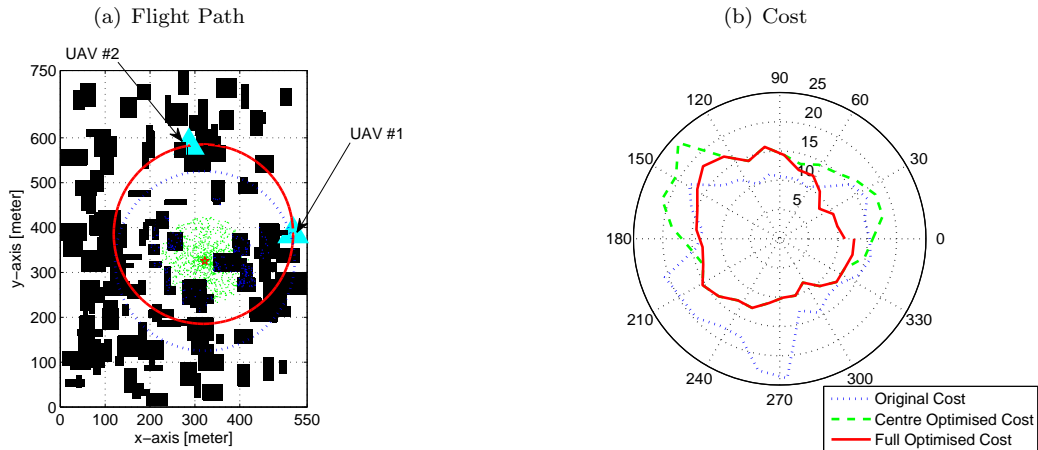 (a) Flight Path
UAV #2
UAV #1
750
600
500
400
300
200
100
0
y-axis [meter]
0 100 200 300 400 550
x-axis [meter]
(b) Cost
90
25
120
60
20
15
150
30
10
5
180
0
210
330
240
300
270
Original Cost
Centre Optimised Cost
Full Optimised Cost